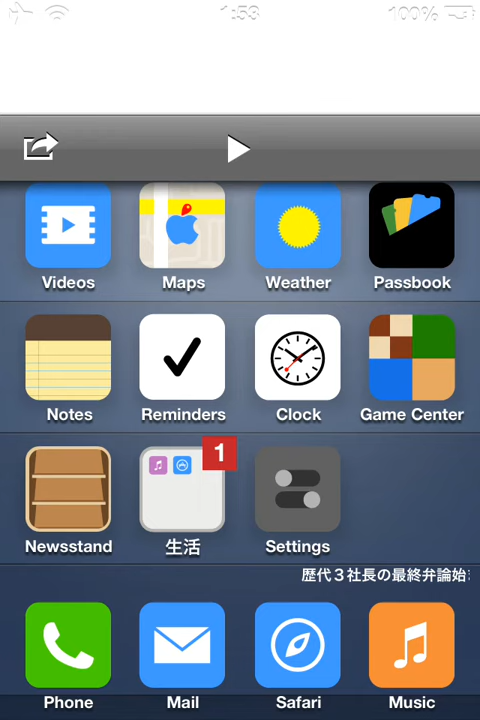 1:53 100%
Videos Maps Weather Passbook
Notes Reminders Clock Game Center
1
Newsstand 生活 Settings
歴代３社長の最終弁論始
Phone Mail Safari Music